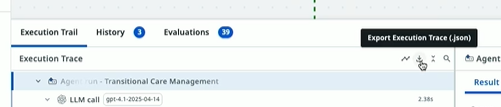 Execution Trail History 3 Evaluations 39
Export Execution Trace (.json)
Execution Trace
Agent
Agent run - Transitional Care Management
Result
LLM call gpt-4.1-2025-04-14 2.38s